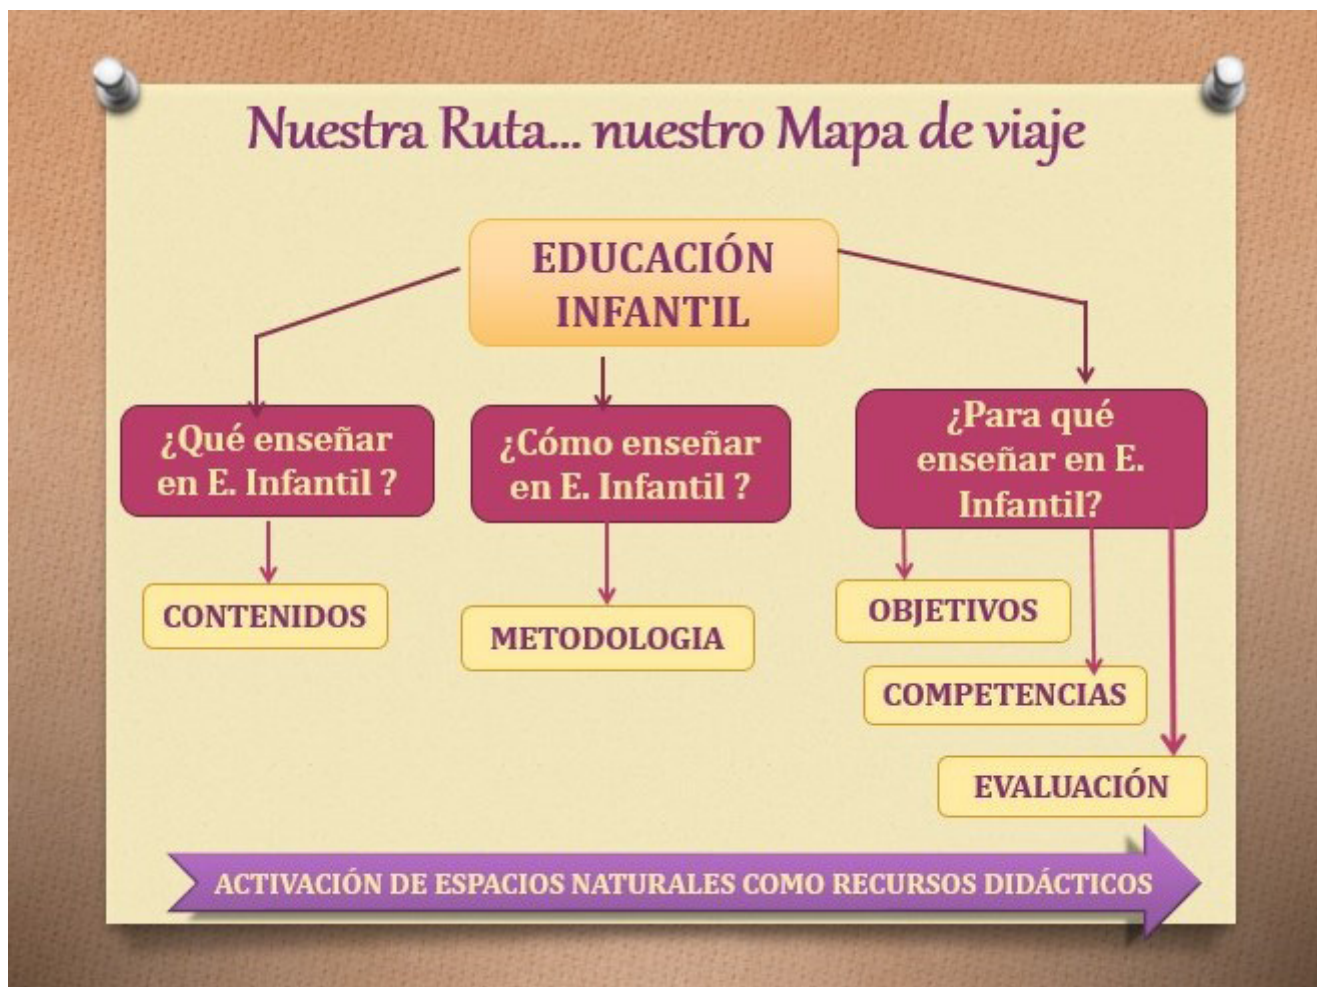 Nuestra Ruta... nuestro Mapa de viaje
EDUCACIÓN
INFANTIL
¿Qué enseñar
en E. Infantil ?
¿Cómo enseñar
en E. Infantil ?
¿Para qué
enseñar en E.
Infantil?
CONTENIDOS
METODOLOGIA
OBJETIVOS
COMPETENCIAS
EVALUACIÓN
ACTIVACIÓN DE ESPACIOS NATURALES COMO RECURSOS DIDÁCTICOS